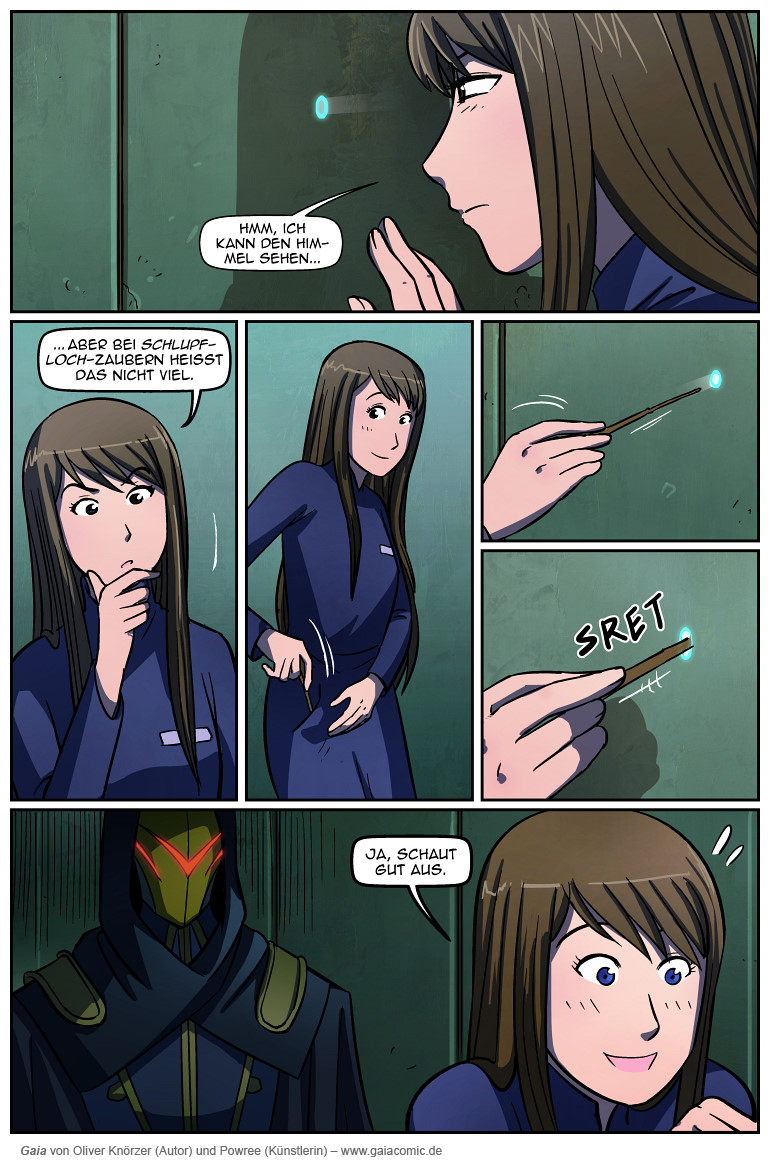 HMM, ICH
KANN DEN HIM-
MEL SEHEN...
...ABER BEI SCHLUPF-
LOCH-ZAUBERN HEISST
DAS NICHT VIEL.
SRET
JA, SCHAUT
GUT AUS.
Gaia von Oliver Knörzer (Autor) und Powree (Künstlerin) – www.gaiacomic.de